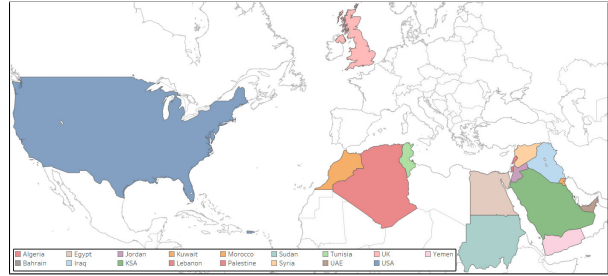 Algeria Egypt Jordan Kuwait Morocco Sudan Tunisia UK Yemen
Bahrain Iraq KSA Lebanon Palestine Syria UAE USA